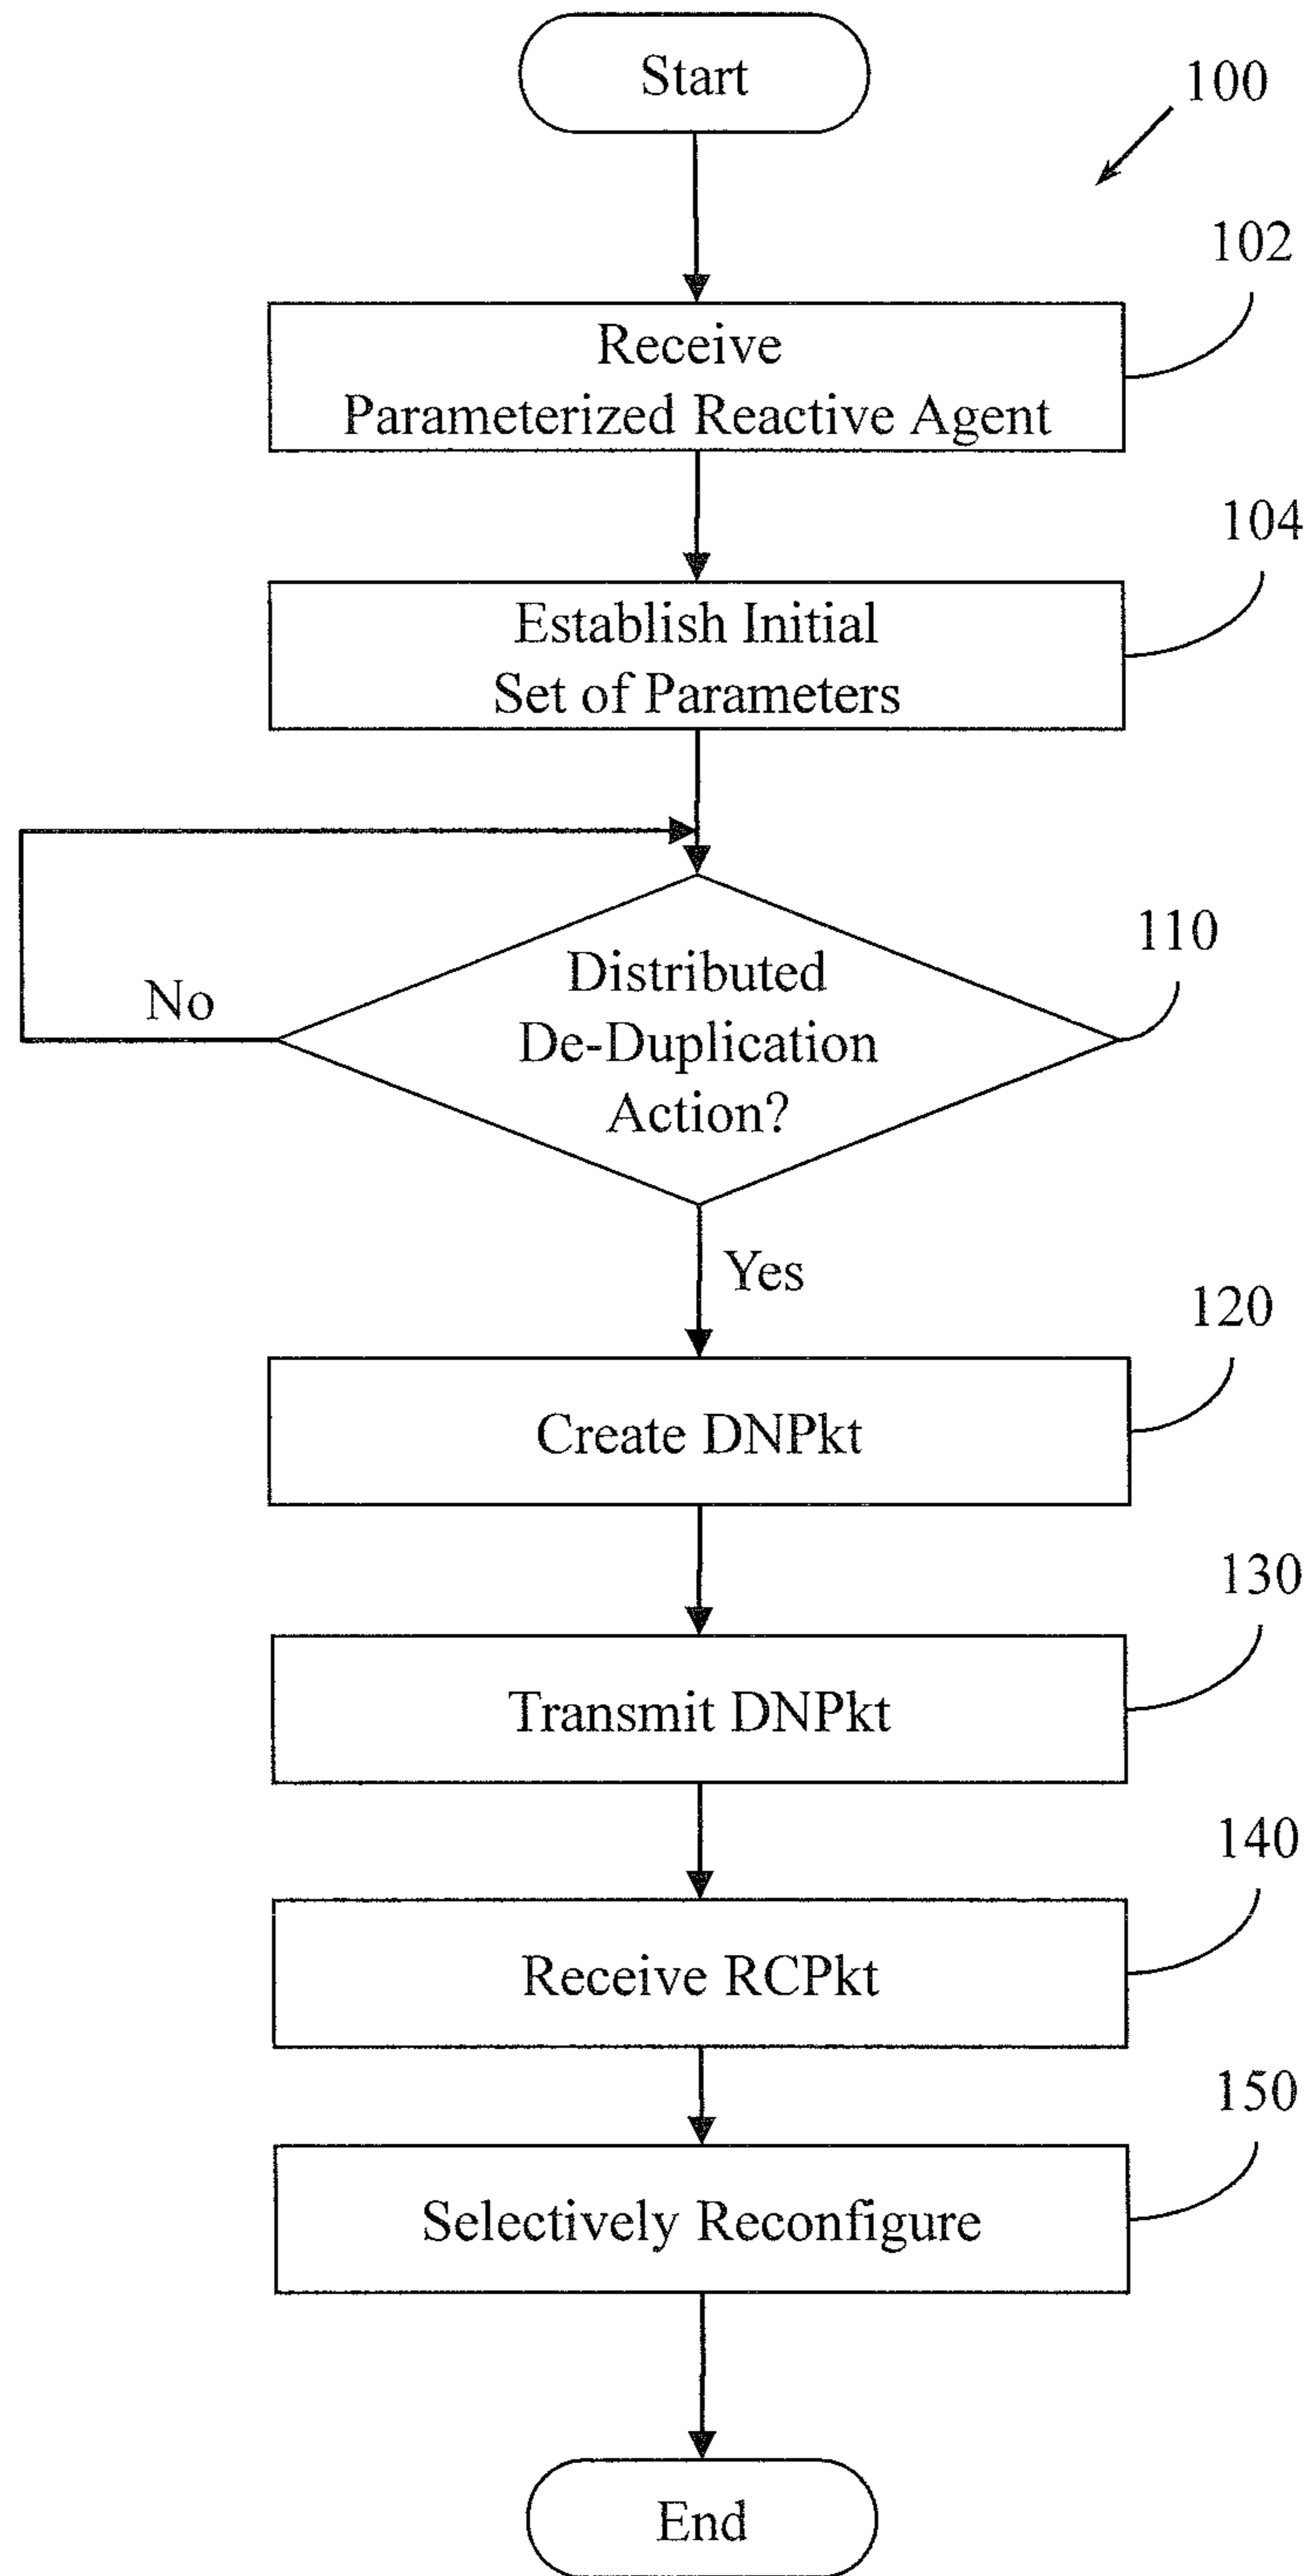 Start
100
102
Receive
Parameterized Reactive Agent
104
Establish Initial
Set of Parameters
110
Distributed
De-Duplication
Action?
No
Yes
120
Create DNPkt
130
Transmit DNPkt
140
Receive RCPkt
150
Selectively Reconfigure
End